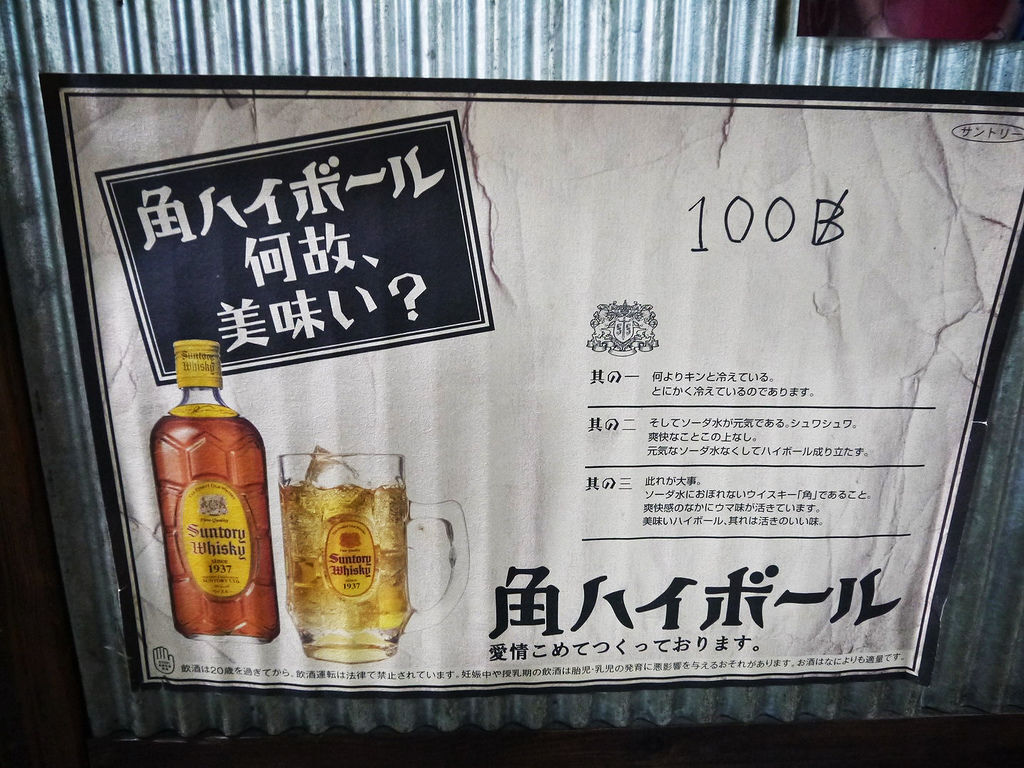 サントリー
角ハイボール
何故、
美味い?
100฿
其の一 何よりキンと冷えている。
とにかく冷えているのであります。
其の二 そしてソーダ水が元気である。シュワシュワ。
爽快なことこの上なし。
元気なソーダ水なくしてハイボール成り立たず。
其の三 此れが大事。
ソーダ水におぼれないウイスキー「角」であること。
爽快感のなかにウマ味が活きています。
美味いハイボール、其れは活きのいい味。
Suntory
Whisky
Suntory
Whisky
since
1937
SUNTORY LTD.
Suntory
Whisky
since
1937
角ハイボール
愛情こめてつくっております。
飲酒は20歳を過ぎてから。飲酒運転は法律で禁止されています。妊娠中や授乳期の飲酒は胎児・乳児の発育に悪影響を与えるおそれがあります。お酒はなによりも適量です。